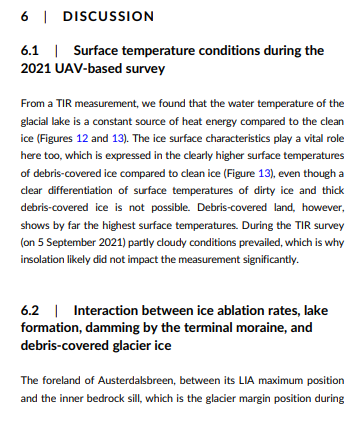 6 | DISCUSSION
6.1 | Surface temperature conditions during the
2021 UAV-based survey
From a TIR measurement, we found that the water temperature of the
glacial lake is a constant source of heat energy compared to the clean
ice (Figures 12 and 13). The ice surface characteristics play a vital role
here too, which is expressed in the clearly higher surface temperatures
of debris-covered ice compared to clean ice (Figure 13), even though a
clear differentiation of surface temperatures of dirty ice and thick
debris-covered ice is not possible. Debris-covered land, however,
shows by far the highest surface temperatures. During the TIR survey
(on 5 September 2021) partly cloudy conditions prevailed, which is why
insolation likely did not impact the measurement significantly.
6.2 | Interaction between ice ablation rates, lake
formation, damming by the terminal moraine, and
debris-covered glacier ice
The foreland of Austerdalsbreen, between its LIA maximum position
and the inner bedrock sill, which is the glacier margin position during